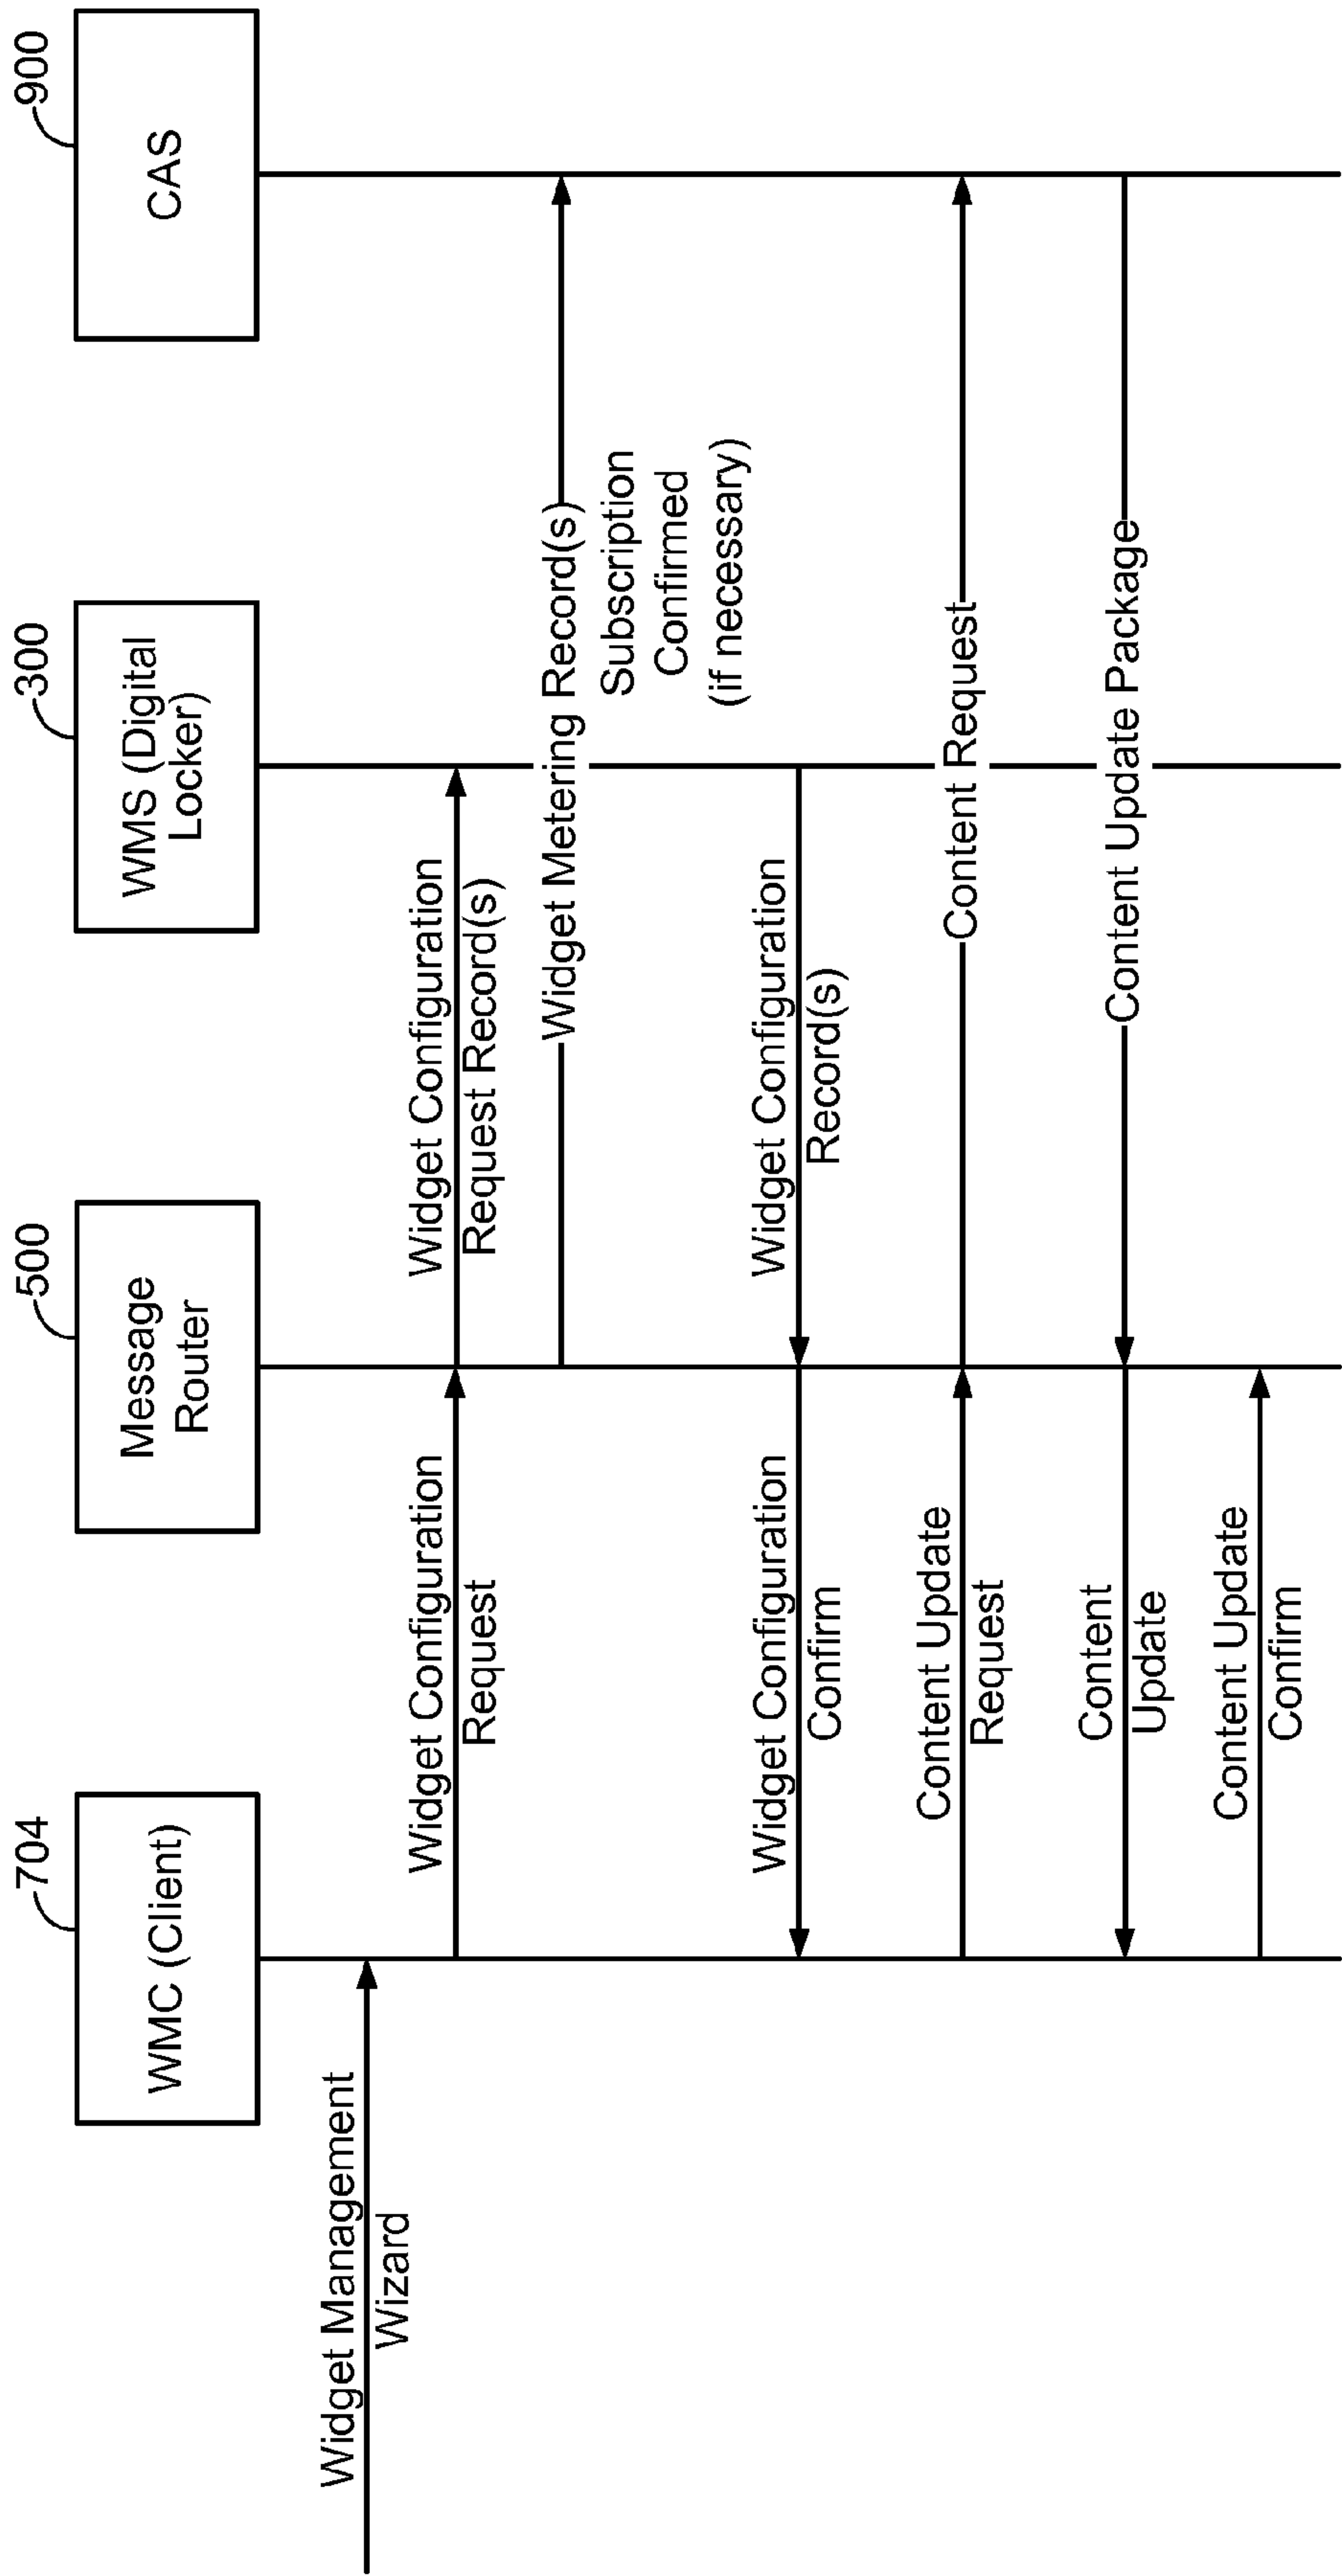 704
500
300
900
WMC (Client)
Message
Router
WMS (Digital
Locker)
CAS
Widget Management
Wizard
Widget Configuration
Request
Widget Configuration
Request Record(s)
Widget Metering Record(s)
Subscription
Confirmed
(if necessary)
Widget Configuration
Confirm
Widget Configuration
Record(s)
Content Update
Request
Content Request
Content
Update
Content Update Package
Content Update
Confirm